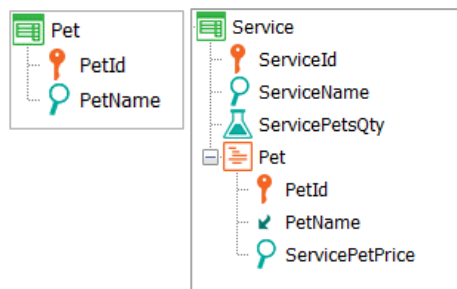 Pet
PetId
PetName
Service
ServiceId
ServiceName
ServicePetsQty
Pet
PetId
PetName
ServicePetPrice